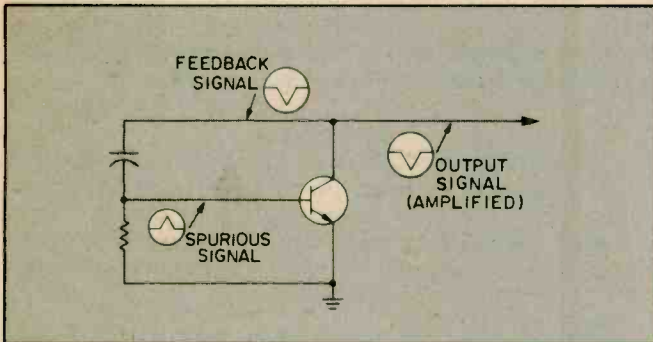 FEEDBACK
SIGNAL
OUTPUT
SIGNAL
(AMPLIFIED)
SPURIOUS
SIGNAL